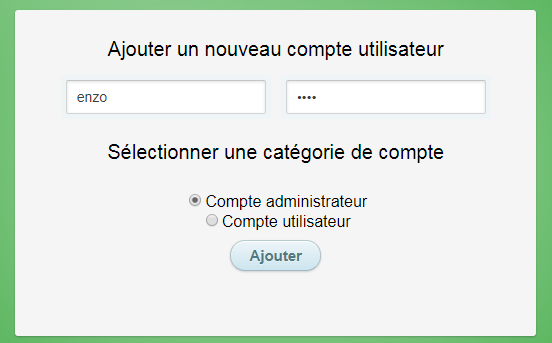 Ajouter un nouveau compte utilisateur
enzo ••••
Sélectionner une catégorie de compte
Compte administrateur
Compte utilisateur
Ajouter